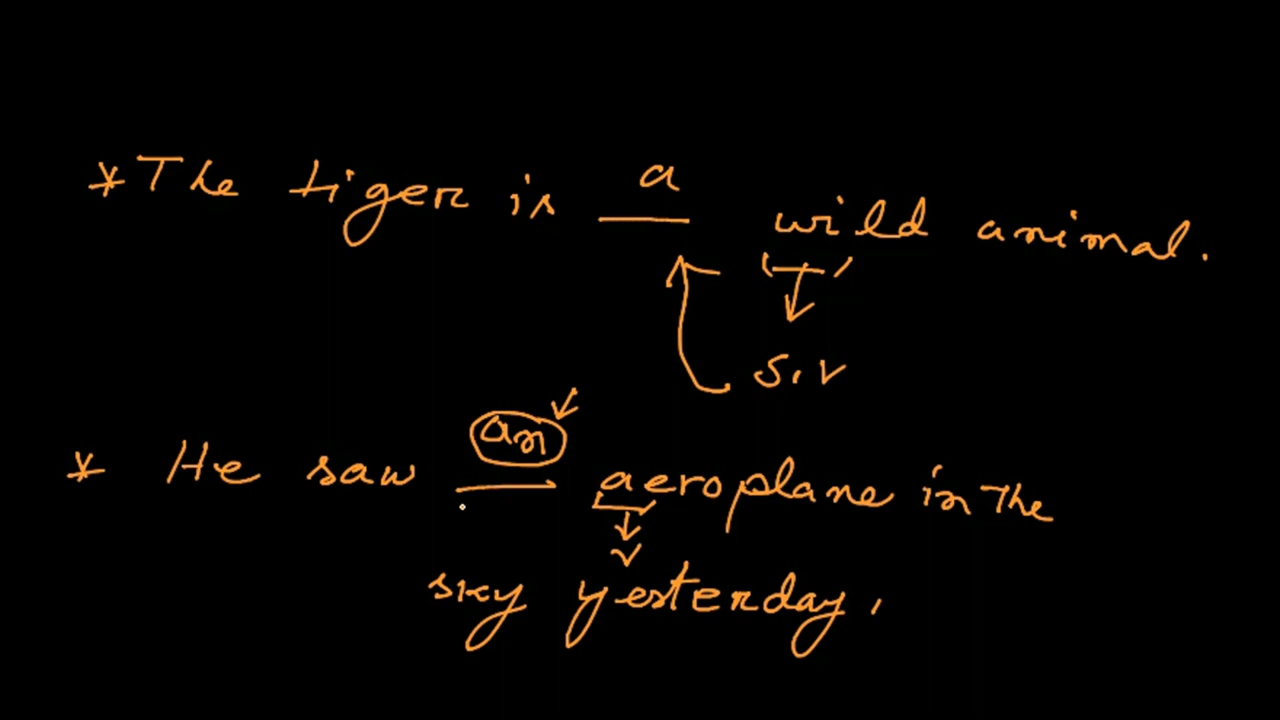 * The tiger is a wild animal.
S.V
* He saw an aeroplane in the
V
sky yesterday.